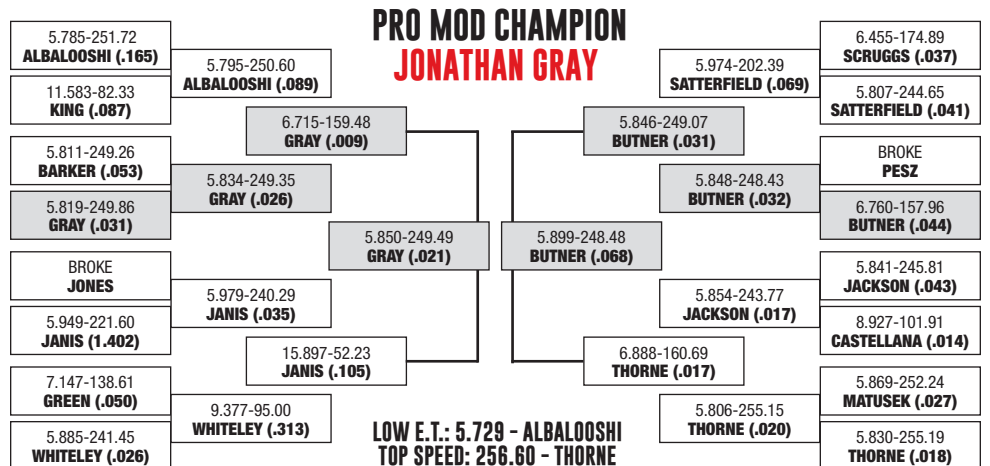 PRO MOD CHAMPION
JONATHAN GRAY
5.785-251.72
ALBALOOSHI (.165)
11.583-82.33
KING (.087)
5.811-249.26
BARKER (.053)
5.819-249.86
GRAY (.031)
BROKE
JONES
5.949-221.60
JANIS (1.402)
7.147-138.61
GREEN (.050)
5.885-241.45
WHITELEY (.026)
5.795-250.60
ALBALOOSHI (.089)
5.834-249.35
GRAY (.026)
5.979-240.29
JANIS (.035)
9.377-95.00
WHITELEY (.313)
6.715-159.48
GRAY (.009)
15.897-52.23
JANIS (.105)
5.850-249.49
GRAY (.021)
5.899-248.48
BUTNER (.068)
5.846-249.07
BUTNER (.031)
6.888-160.69
THORNE (.017)
5.974-202.39
SATTERFIELD (.069)
5.848-248.43
BUTNER (.032)
5.854-243.77
JACKSON (.017)
5.806-255.15
THORNE (.020)
6.455-174.89
SCRUGGS (.037)
5.807-244.65
SATTERFIELD (.041)
BROKE
PESZ
6.760-157.96
BUTNER (.044)
5.841-245.81
JACKSON (.043)
8.927-101.91
CASTELLANA (.014)
5.869-252.24
MATUSEK (.027)
5.830-255.19
THORNE (.018)
LOW E.T.: 5.729 - ALBALOOSHI
TOP SPEED: 256.60 - THORNE